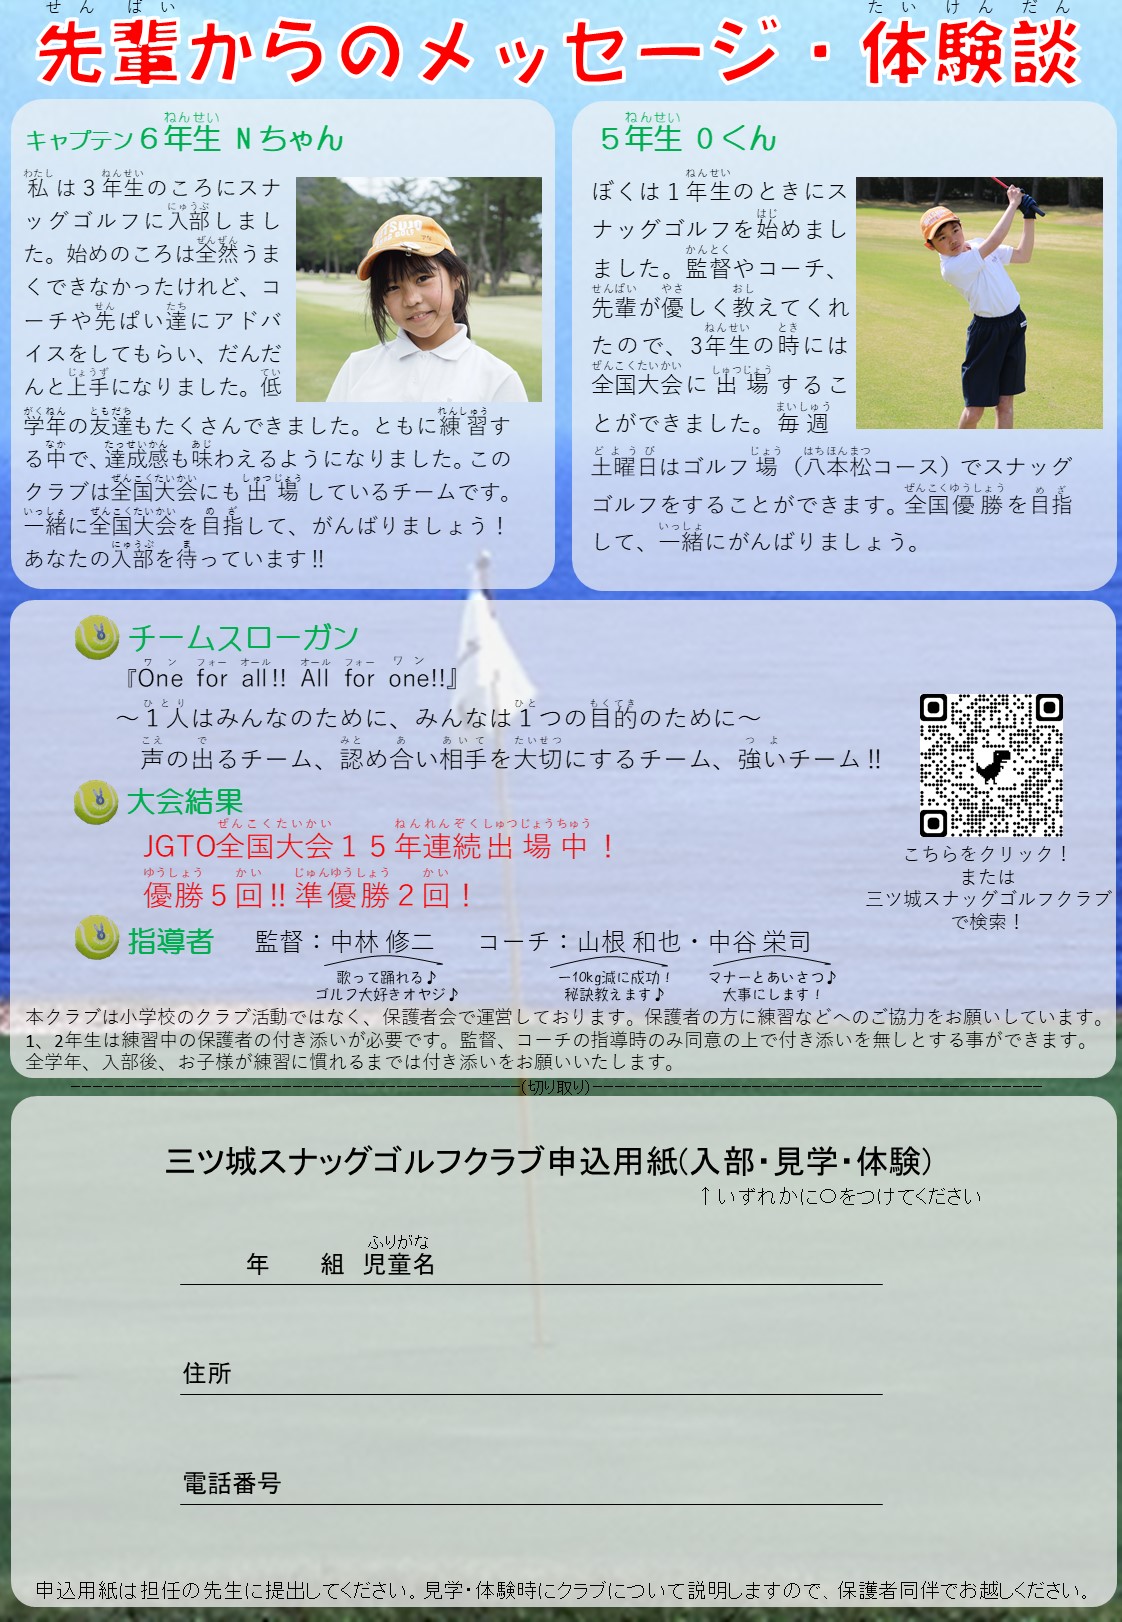 先輩からのメッセージ・体験談
キャプテン6年生 Nちゃん
私は3年生のころにスナ
ッグゴルフに入部しまし
た。始めのころは全然うま
くできなかったけれど、コ
ーチや先ぱい達にアドバ
イスをしてもらい、だんだ
んと上手になりました。低
学年の友達もたくさんできました。ともに練習す
る中で、達成感も味わえるようになりました。この
クラブは全国大会にも出場しているチームです。
一緒に全国大会を目指して、がんばりましょう！
あなたの入部を待っています!!
5年生 Oくん
ぼくは1年生のときにス
ナッグゴルフを始めまし
ました。監督やコーチ、
先輩が優しく教えてくれ
たので、3年生の時には
全国大会に出場するこ
とができました。毎週
土曜日はゴルフ場（八本松コース）でスナッグ
ゴルフをすることができます。全国優勝を目指
して、一緒にがんばりましょう。
チームスローガン
『One for all!! All for one!!』
～1人はみんなのために、みんなは1つの目的のために～
声の出るチーム、認め合い相手を大切にするチーム、強いチーム!!
大会結果
JGTO全国大会15年連続出場中！
優勝5回!!準優勝2回！
こちらをクリック！
または
三ツ城スナッグゴルフクラブ
で検索！
指導者 監督：中林 修二 コーチ：山根 和也・中谷 栄司
歌って踊れる♪
ゴルフ大好きオヤジ♪
ー10kg減に成功！
秘訣教えます♪
マナーとあいさつ♪
大事にします！
本クラブは小学校のクラブ活動ではなく、保護者会で運営しております。保護者の方に練習などへのご協力をお願いしています。
1、2年生は練習中の保護者の付き添いが必要です。監督、コーチの指導時のみ同意の上で付き添いを無しとする事ができます。
全学年、入部後、お子様が練習に慣れるまでは付き添いをお願いいたします。
(切り取り)
三ツ城スナッグゴルフクラブ申込用紙(入部・見学・体験)
↑いずれかに○をつけてください
ふりがな
年 組 児童名
住所
電話番号
申込用紙は担任の先生に提出してください。見学・体験時にクラブについて説明しますので、保護者同伴でお越しください。